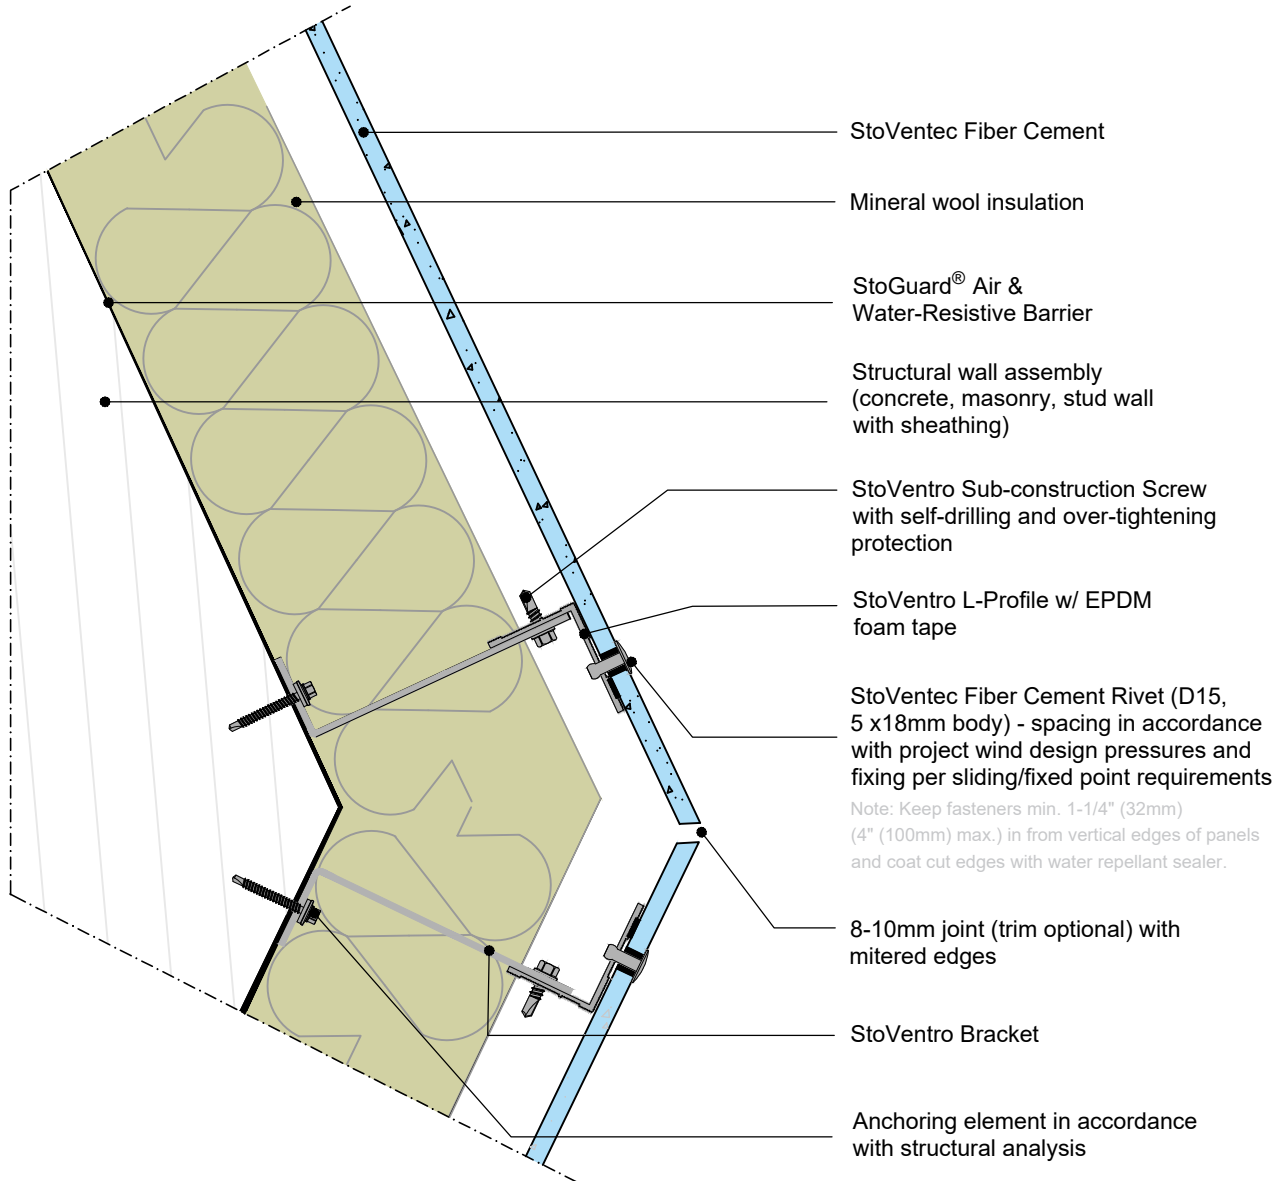 StoVentec Fiber Cement
Mineral wool insulation
StoGuard® Air &
Water-Resistive Barrier
Structural wall assembly
(concrete, masonry, stud wall
with sheathing)
StoVentro Sub-construction Screw
with self-drilling and over-tightening
protection
StoVentro L-Profile w/ EPDM
foam tape
StoVentec Fiber Cement Rivet (D15,
5 x18mm body) - spacing in accordance
with project wind design pressures and
fixing per sliding/fixed point requirements
Note: Keep fasteners min. 1-1/4" (32mm)
(4" (100mm) max.) in from vertical edges of panels
and coat cut edges with water repellant sealer.
8-10mm joint (trim optional) with
mitered edges
StoVentro Bracket
Anchoring element in accordance
with structural analysis